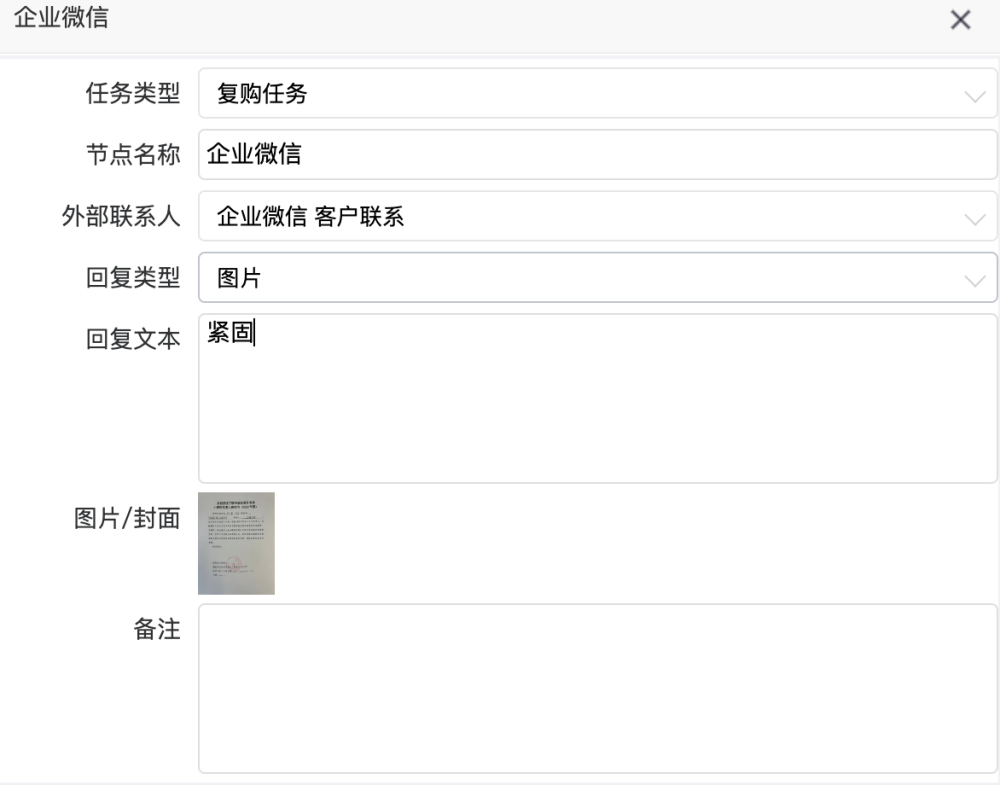 企业微信
任务类型 复购任务
节点名称 企业微信
外部联系人 企业微信 客户联系
回复类型 图片
回复文本 紧固
图片/封面
备注